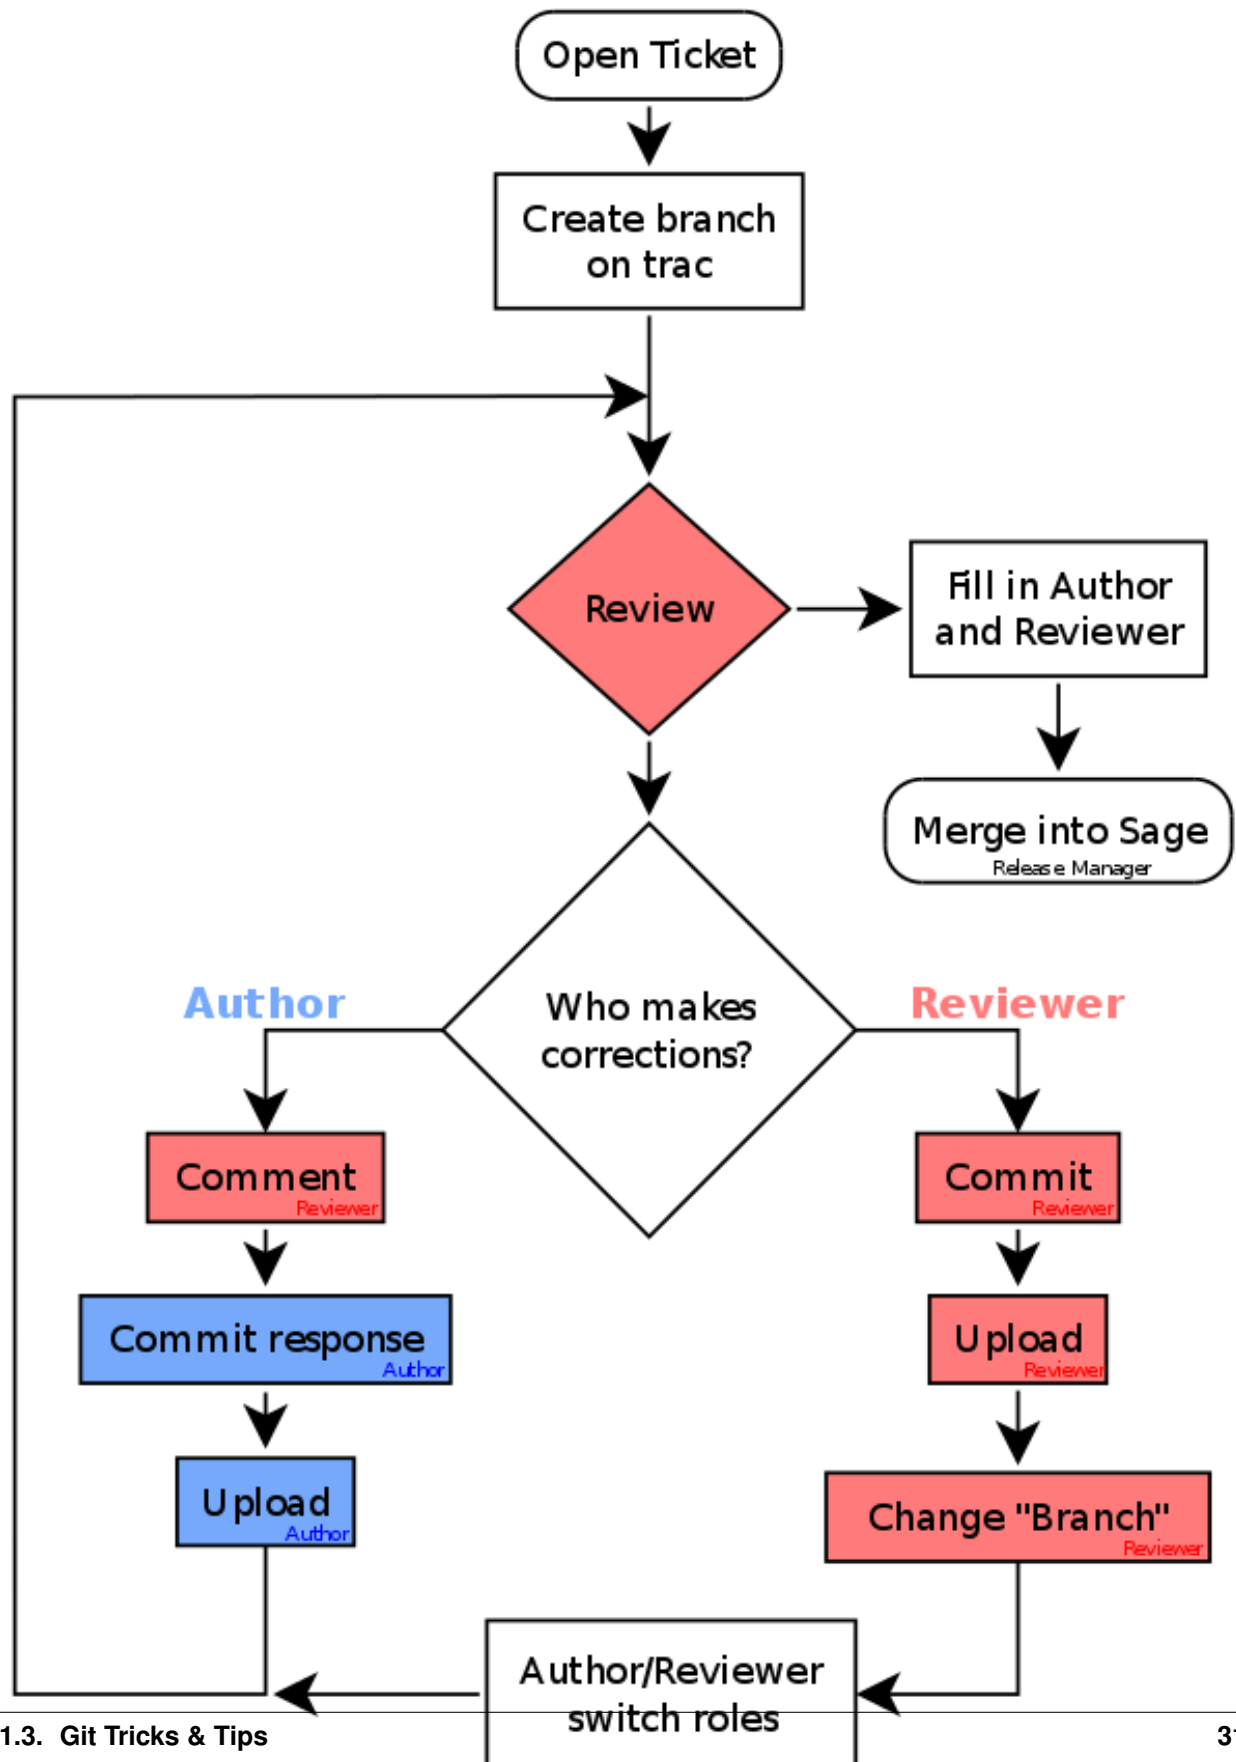 Open Ticket
Create branch
on trac
Review
Fill in Author
and Reviewer
Merge into Sage
Release Manager
Author
Who makes
corrections?
Reviewer
Comment
Reviewer
Commit response
Author
Upload
Author
Commit
Reviewer
Upload
Reviewer
Change "Branch"
Reviewer
Author/Reviewer
switch roles
1.3. Git Tricks & Tips